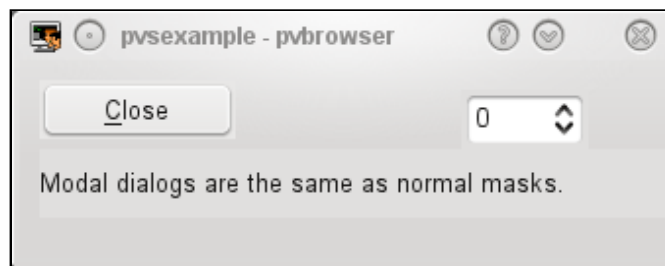 pvsexample - pvbrowser
Close
0
Modal dialogs are the same as normal masks.